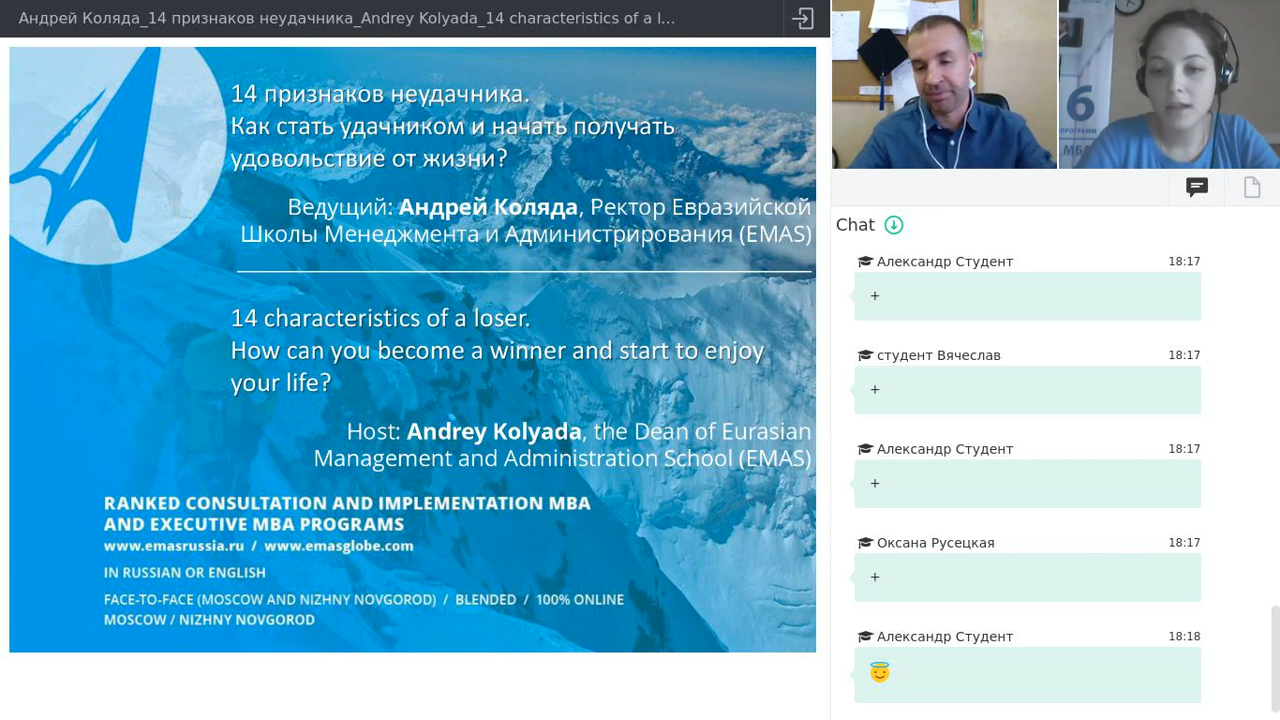 Андрей Коляда_14 признаков неудачника_Andrey Kolyada_14 characteristics of a l...
14 признаков неудачника.
Как стать удачником и начать получать
удовольствие от жизни?
Ведущий: Андрей Коляда, Ректор Евразийской
Школы Менеджмента и Администрирования (EMAS)
14 characteristics of a loser.
How can you become a winner and start to enjoy
your life?
Host: Andrey Kolyada, the Dean of Eurasian
Management and Administration School (EMAS)
RANKED CONSULTATION AND IMPLEMENTATION MBA
AND EXECUTIVE MBA PROGRAMS
www.emasrussia.ru / www.emasglobe.com
IN RUSSIAN OR ENGLISH
FACE-TO-FACE (MOSCOW AND NIZHNY NOVGOROD) / BLENDED / 100% ONLINE
MOSCOW / NIZHNY NOVGOROD
6
ПРОГРАММ
Chat
Александр Студент 18:17
+
студент Вячеслав 18:17
+
Александр Студент 18:17
+
Оксана Русецкая 18:17
+
Александр Студент 18:18